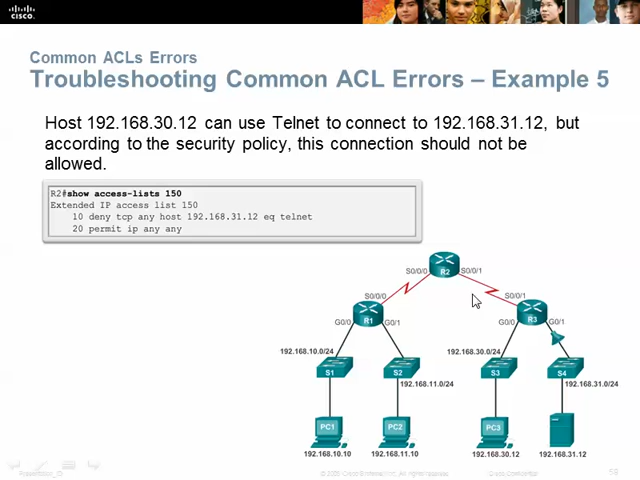 CISCO
Common ACLs Errors
Troubleshooting Common ACL Errors – Example 5
Host 192.168.30.12 can use Telnet to connect to 192.168.31.12, but
according to the security policy, this connection should not be
allowed.
R2#show access-lists 150
Extended IP access list 150
10 deny tcp any host 192.168.31.12 eq telnet
20 permit ip any any
R2
S0/0/0 S0/0/1
S0/0/0 S0/0/1
G0/0 R1 G0/1 G0/0 R3 G0/1
192.168.10.0/24 192.168.30.0/24
S1 S2 S3 S4
192.168.11.0/24 192.168.31.0/24
PC1 PC2 PC3
192.168.10.10 192.168.11.10 192.168.30.12 192.168.31.12
Presentation_ID Cisco Confidential